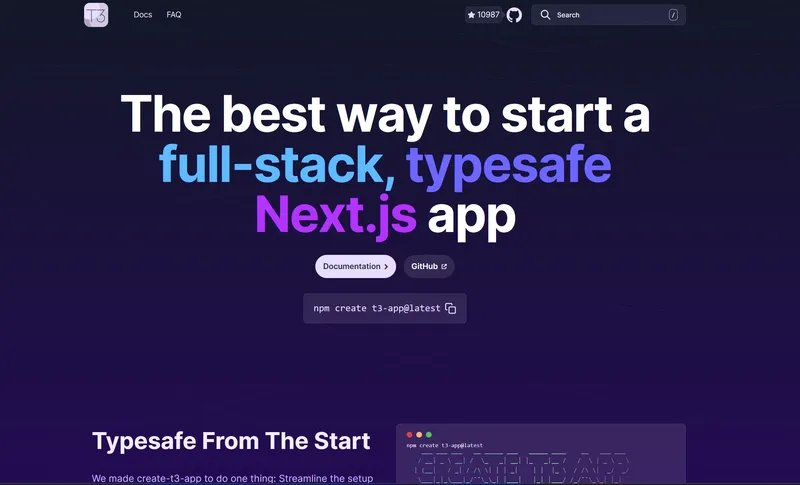 T3 Docs FAQ 10987 Search /
The best way to start a
full-stack, typesafe
Next.js app
Documentation GitHub
npm create t3-app@latest
Typesafe From The Start
npm create t3-app@latest
CREATE T3 APP
We made create-t3-app to do one thing: Streamline the setup